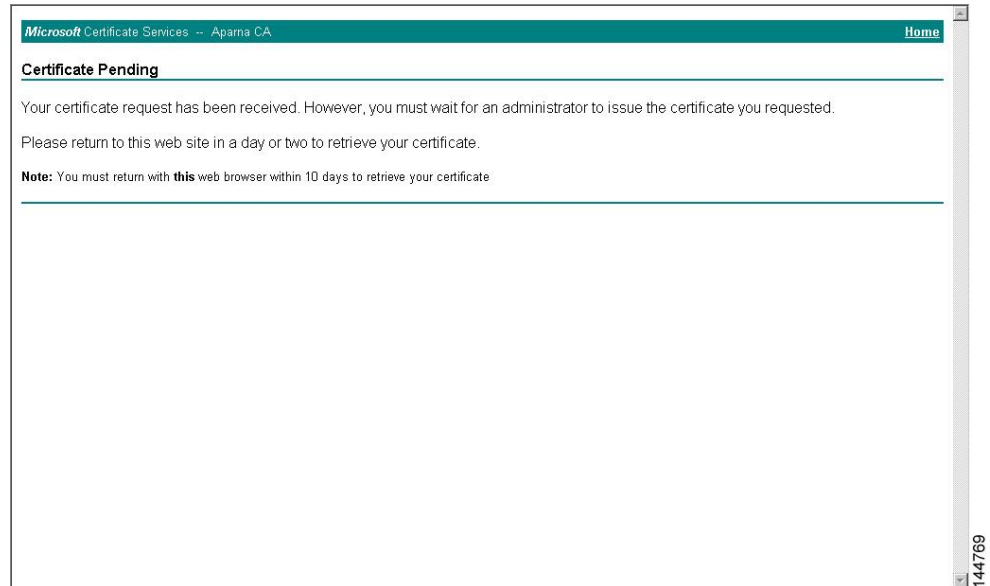 Microsoft Certificate Services -- Aparna CA Home
Certificate Pending
Your certificate request has been received. However, you must wait for an administrator to issue the certificate you requested.
Please return to this web site in a day or two to retrieve your certificate.
Note: You must return with this web browser within 10 days to retrieve your certificate
144769